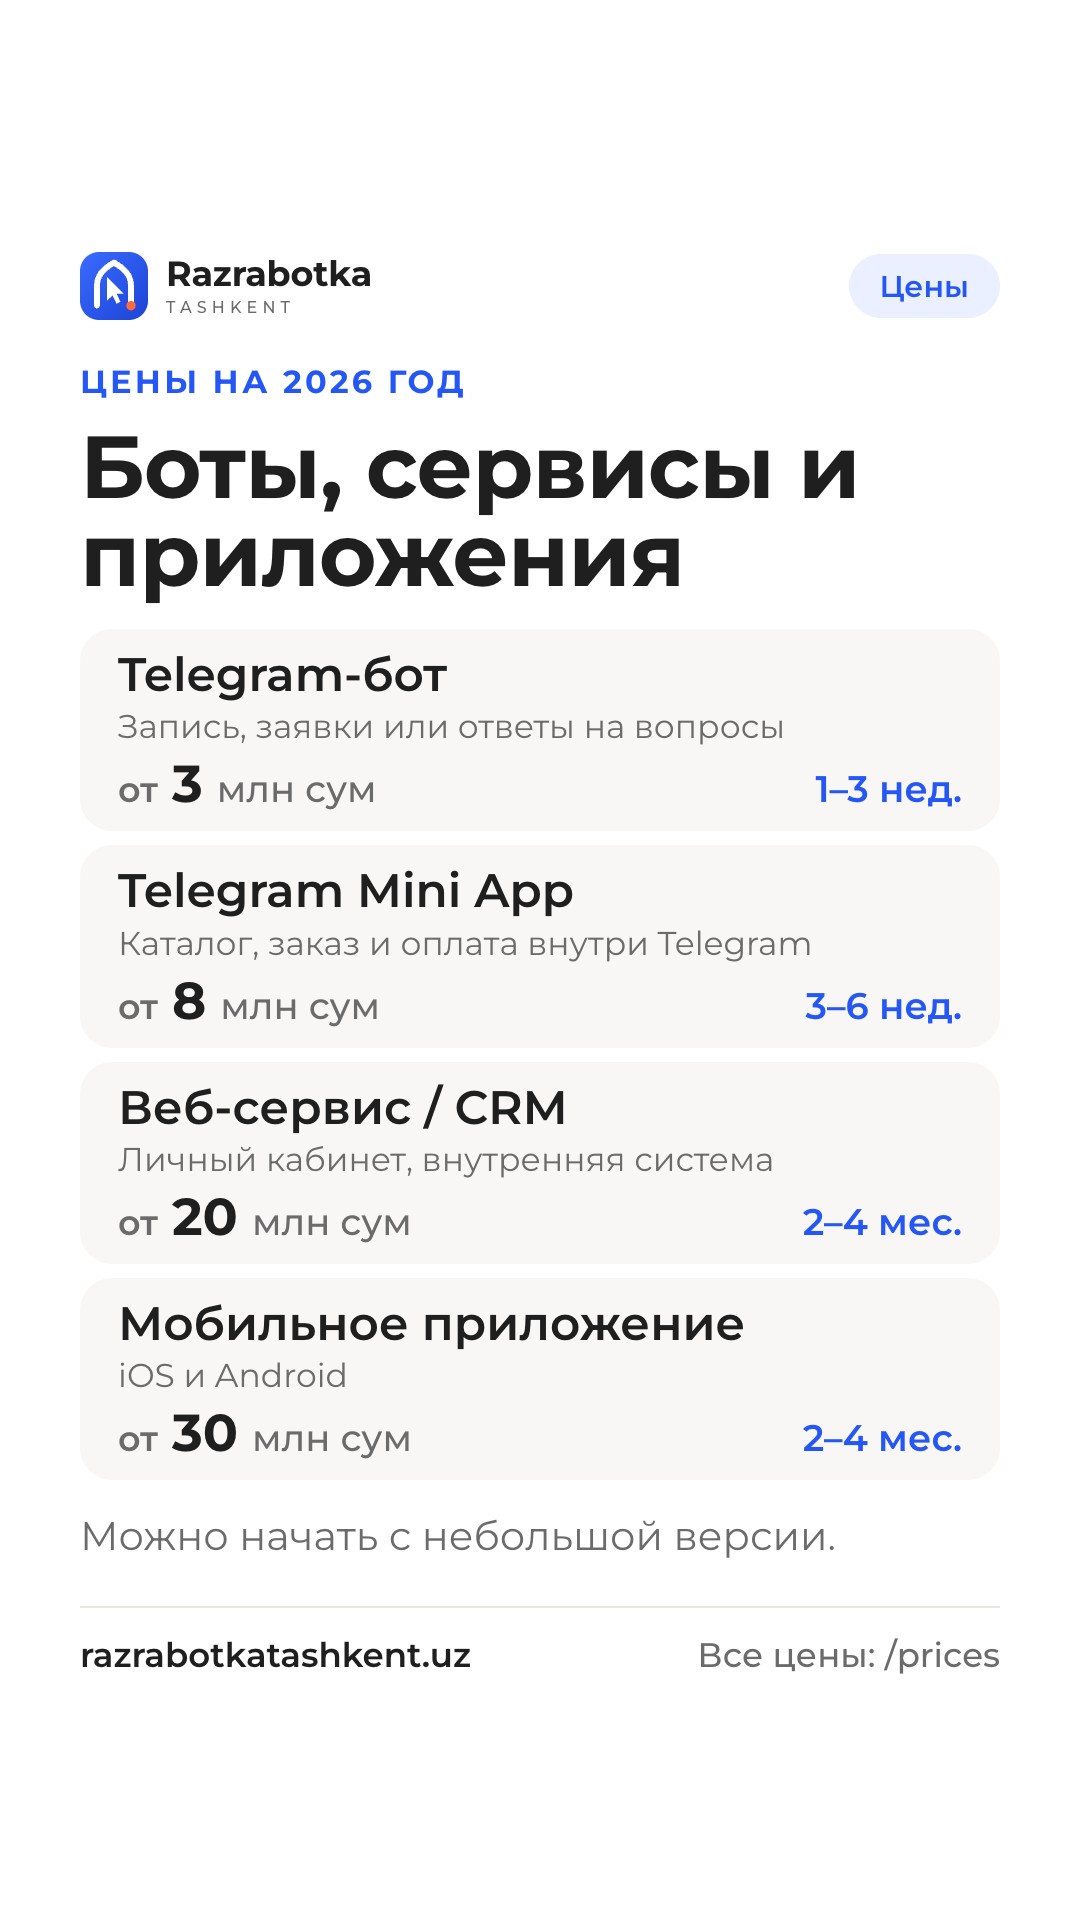 Razrabotka
TASHKENT
Цены
ЦЕНЫ НА 2026 ГОД
Боты, сервисы и
приложения
Telegram-бот
Запись, заявки или ответы на вопросы
от 3 млн сум
1–3 нед.
Telegram Mini App
Каталог, заказ и оплата внутри Telegram
от 8 млн сум
3–6 нед.
Веб-сервис / CRM
Личный кабинет, внутренняя система
от 20 млн сум
2–4 мес.
Мобильное приложение
iOS и Android
от 30 млн сум
2–4 мес.
Можно начать с небольшой версии.
razrabotkatashkent.uz
Все цены: /prices